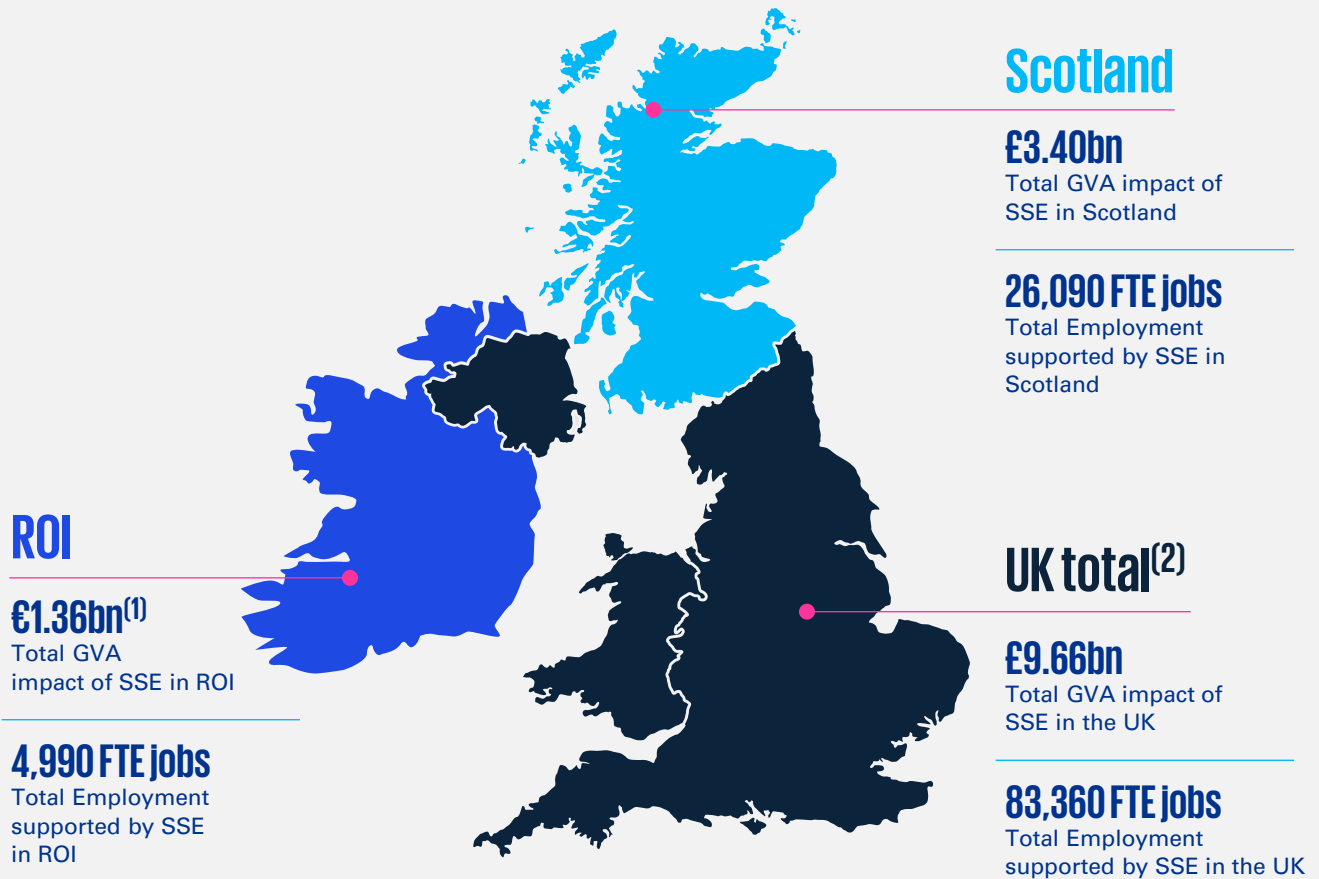 Scotland
£3.40bn
Total GVA impact of
SSE in Scotland
26,090 FTE jobs
Total Employment
supported by SSE in
Scotland
ROI
€1.36bn(1)
Total GVA
impact of SSE in ROI
4,990 FTE jobs
Total Employment
supported by SSE
in ROI
UK total(2)
£9.66bn
Total GVA impact of
SSE in the UK
83,360 FTE jobs
Total Employment
supported by SSE in the UK